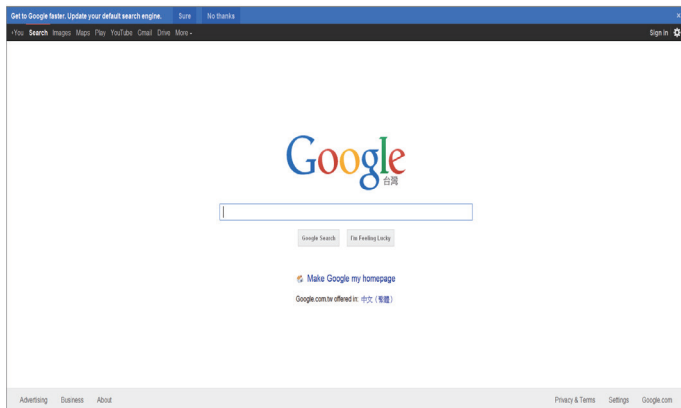 Get to Google faster. Update your default search engine. Sure No thanks ×
+You Search Images Maps Play YouTube Gmail Drive More Sign in
Google
台灣
Google Search I'm Feeling Lucky
Make Google my homepage
Google.com.tw offered in: 中文 (繁體)
Advertising Business About Privacy & Terms Settings Google.com